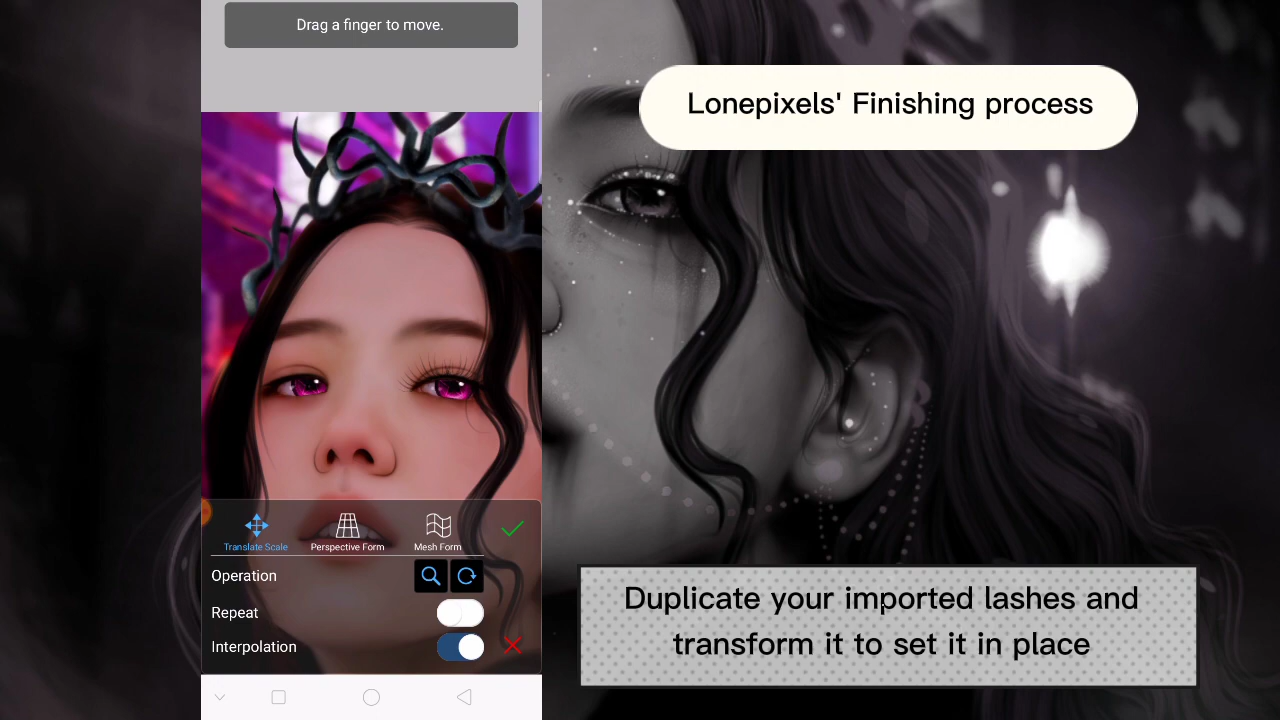 Drag a finger to move.
Lonepixels' Finishing process
Translate Scale
Perspective Form
Mesh Form
Operation
Repeat
Interpolation
Duplicate your imported lashes and
transform it to set it in place